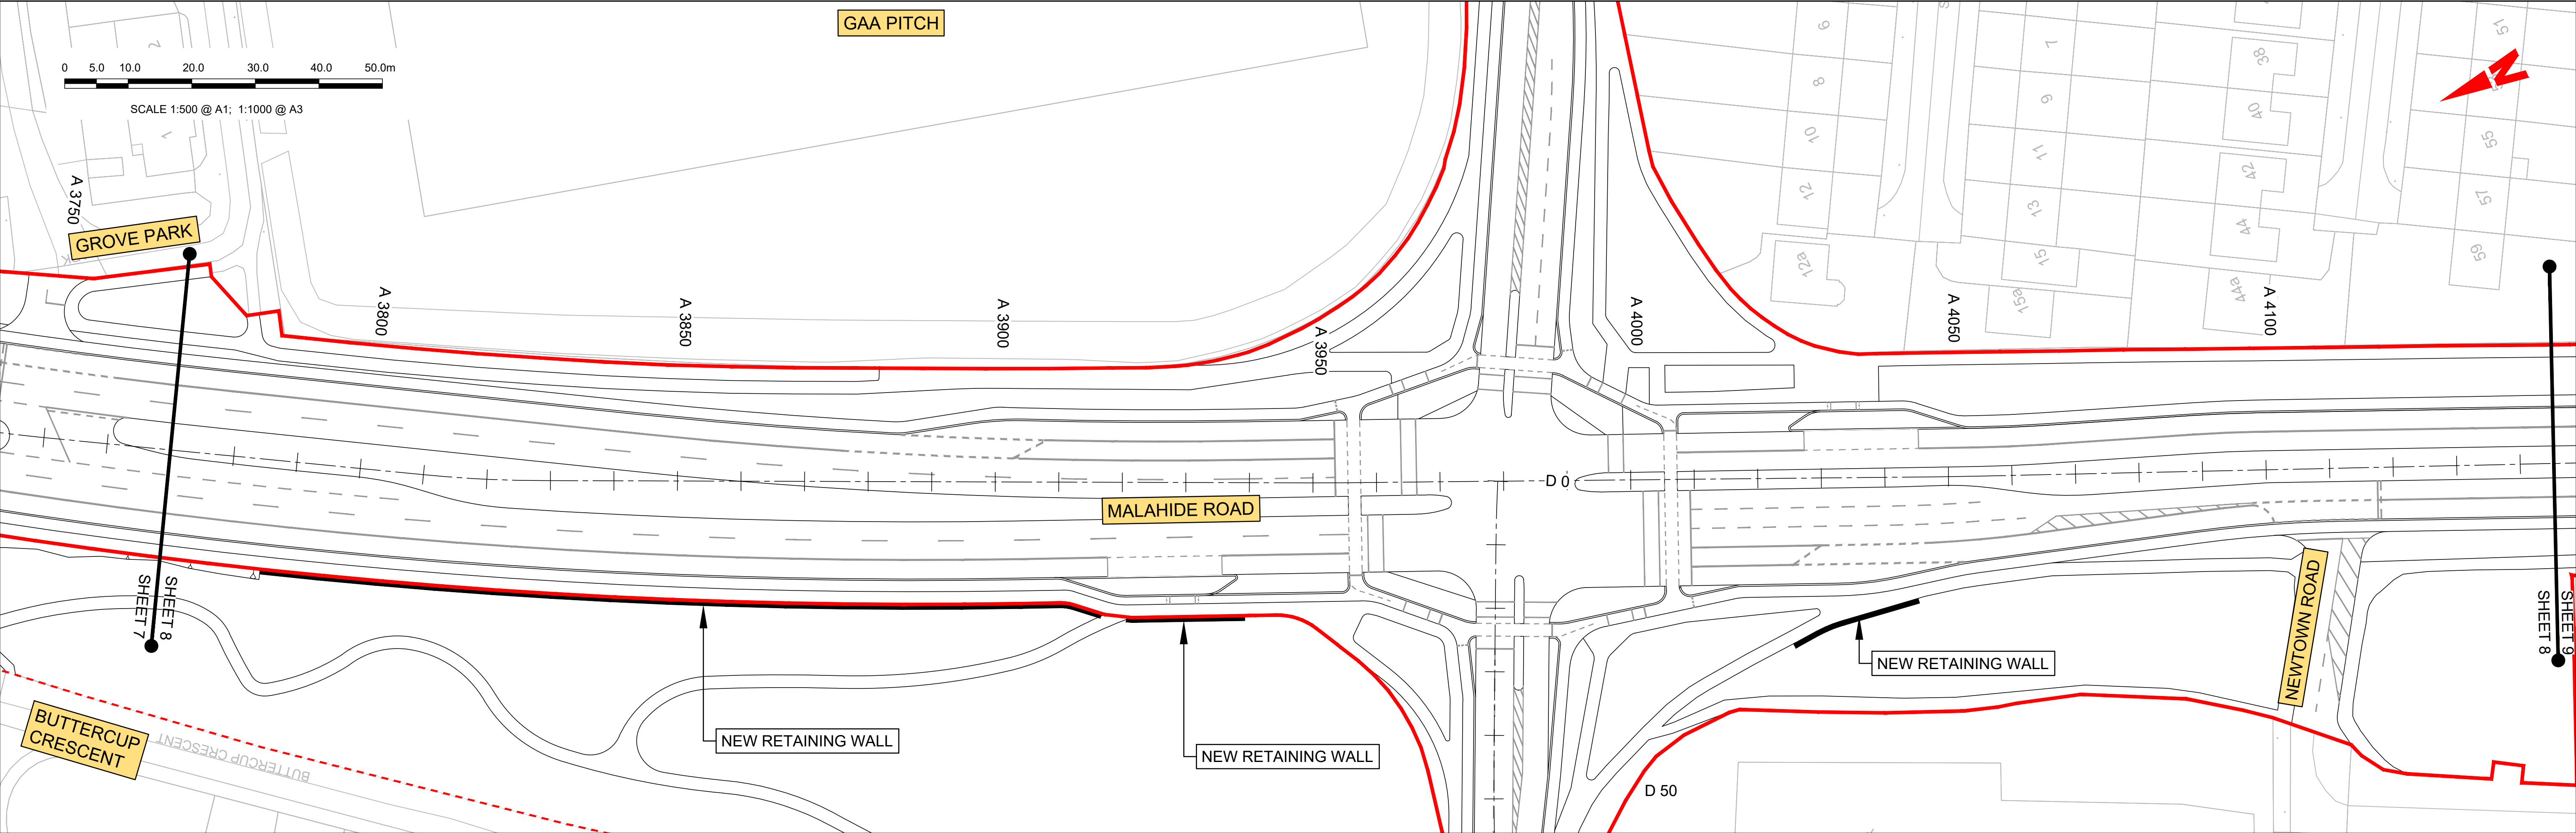 GAA PITCH
0 5.0 10.0 20.0 30.0 40.0 50.0m
SCALE 1:500 @ A1; 1:1000 @ A3
N
2
1
GROVE PARK
A 3750
A 3800
A 3850
A 3900
A 3950
A 4000
A 4050
A 4100
6
8
10
12
12a
7
9
11
13
15
15a
38
40
42
44
44a
51
55
57
59
D 0
MALAHIDE ROAD
SHEET 7
SHEET 8
SHEET 8
SHEET 9
NEWTOWN ROAD
NEW RETAINING WALL
NEW RETAINING WALL
NEW RETAINING WALL
BUTTERCUP
CRESCENT
BUTTERCUP CRESCENT
D 50